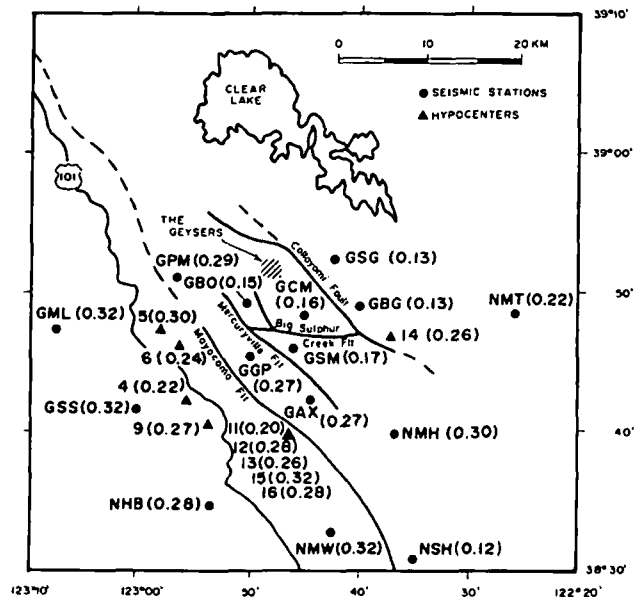 39°10'
0 10 20 KM
CLEAR
LAKE
● SEISMIC STATIONS
▲ HYPOCENTERS
39°00'
101
THE
GEYSERS
Collayomi Fault
GSG (0.13)
GPM(0.29)
GBO(0.15)
GCM
(0.16)
GBG (0.13)
NMT(0.22)
50'
GML(0.32)
5(0.30)
Big Sulphur
Creek Flt
14 (0.26)
6 (0.24)
Mercuryville Flt
GSM(0.17)
Mayacama Flt
GGP
(0.27)
4(0.22)
GSS(0.32)
GAX
(0.27)
9(0.27)
11(0.20)
12(0.28)
13(0.26)
15(0.32)
16(0.28)
NMH(0.30)
40'
NHB(0.28)
NMW(0.32)
NSH(0.12)
38°30'
123°10' 123°00' 50' 40' 30' 122°20'